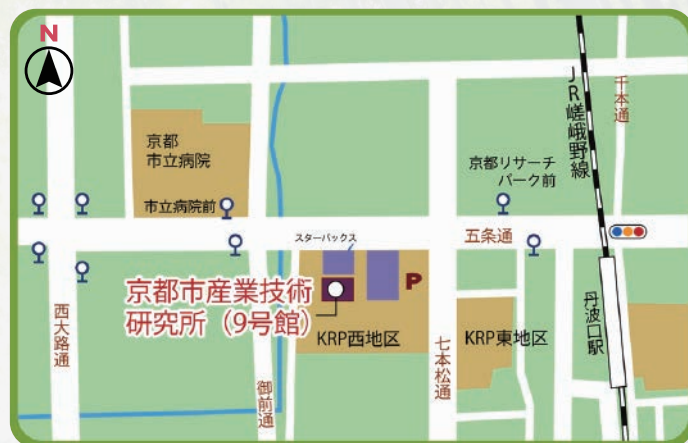 N
JR嵯峨野線
千本通
京都
市立病院
京都リサーチ
パーク前
市立病院前
スターバックス
五条通
京都市産業技術
研究所（9号館）
P
KRP西地区
KRP東地区
丹波口駅
西大路通
御前通
七本松通